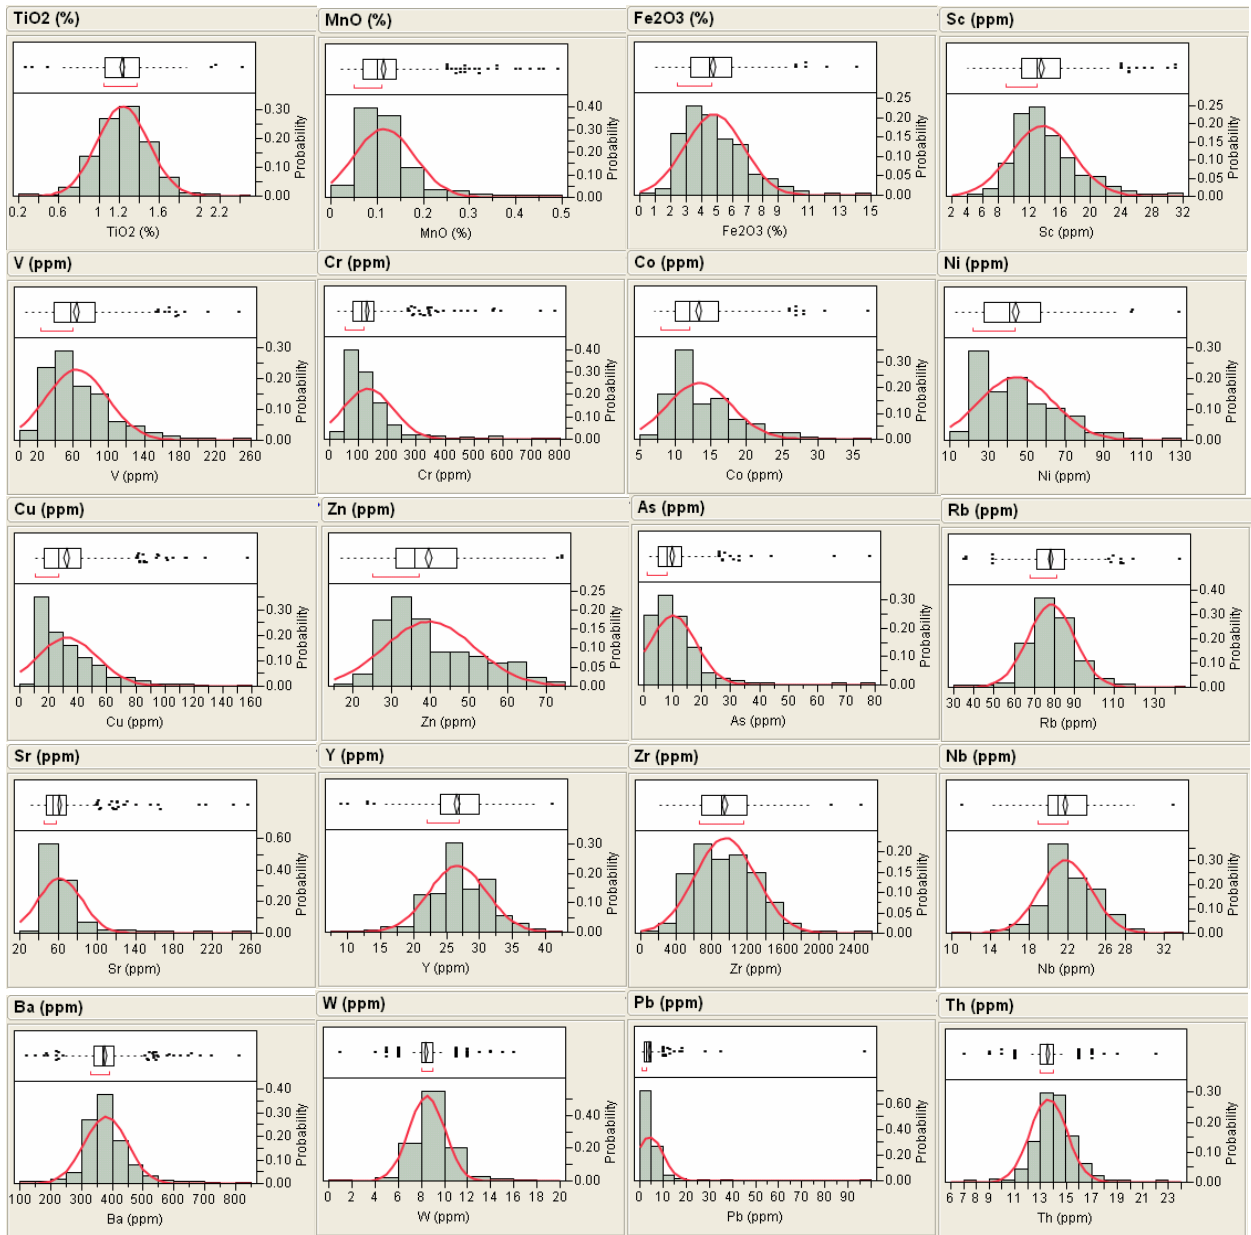 TiO2 (%)
0.30
0.20
0.10
0.00
Probability
0.2 0.6 1 1.2 1.6 2 2.2
TiO2 (%)
MnO (%)
0.40
0.30
0.20
0.10
0.00
Probability
0 0.1 0.2 0.3 0.4 0.5
MnO (%)
Fe2O3 (%)
0.25
0.20
0.15
0.10
0.05
0.00
Probability
0 1 2 3 4 5 6 7 8 9 11 13 15
Fe2O3 (%)
Sc (ppm)
0.25
0.20
0.15
0.10
0.05
0.00
Probability
2 4 6 8 12 16 20 24 28 32
Sc (ppm)
V (ppm)
0.30
0.20
0.10
0.00
Probability
0 20 60 100 140 180 220 260
V (ppm)
Cr (ppm)
0.40
0.30
0.20
0.10
0.00
Probability
0 100 200 300 400 500 600 700 800
Cr (ppm)
Co (ppm)
0.40
0.30
0.20
0.10
0.00
Probability
5 10 15 20 25 30 35
Co (ppm)
Ni (ppm)
0.30
0.20
0.10
0.00
Probability
10 30 50 70 90 110 130
Ni (ppm)
Cu (ppm)
0.30
0.20
0.10
0.00
Probability
0 20 40 60 80 100 120 140 160
Cu (ppm)
Zn (ppm)
0.25
0.20
0.15
0.10
0.05
0.00
Probability
20 30 40 50 60 70
Zn (ppm)
As (ppm)
0.30
0.20
0.10
0.00
Probability
0 10 20 30 40 50 60 70 80
As (ppm)
Rb (ppm)
0.40
0.30
0.20
0.10
0.00
Probability
30 40 50 60 70 80 90 110 130
Rb (ppm)
Sr (ppm)
0.60
0.40
0.20
0.00
Probability
20 60 100 140 180 220 260
Sr (ppm)
Y (ppm)
0.30
0.20
0.10
0.00
Probability
10 15 20 25 30 35 40
Y (ppm)
Zr (ppm)
0.20
0.15
0.10
0.05
0.00
Probability
0 400 800 1200 2000 2400
Zr (ppm)
Nb (ppm)
0.30
0.20
0.10
0.00
Probability
10 14 18 22 26 28 32
Nb (ppm)
Ba (ppm)
0.40
0.30
0.20
0.10
0.00
Probability
100 200 300 400 500 600 700 800
Ba (ppm)
W (ppm)
0.40
0.20
0.00
Probability
0 2 4 6 8 10 12 14 16 18 20
W (ppm)
Pb (ppm)
0.60
0.40
0.20
0.00
Probability
0 10 20 30 40 50 60 70 80 90
Pb (ppm)
Th (ppm)
0.30
0.20
0.10
0.00
Probability
6 7 9 11 13 15 17 19 21 23
Th (ppm)